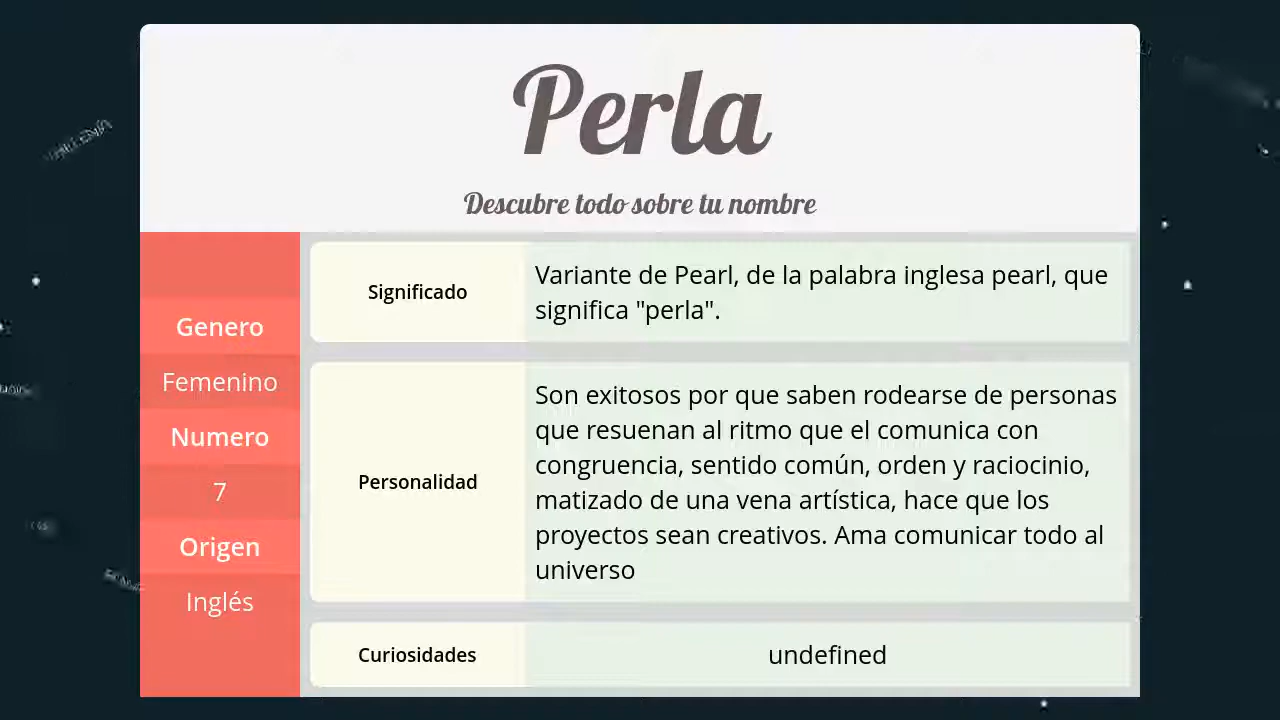 Perla
Descubre todo sobre tu nombre
Genero
Femenino
Numero
7
Origen
Inglés
Significado
Variante de Pearl, de la palabra inglesa pearl, que
significa "perla".
Personalidad
Son exitosos por que saben rodearse de personas
que resuenan al ritmo que el comunica con
congruencia, sentido común, orden y raciocinio,
matizado de una vena artística, hace que los
proyectos sean creativos. Ama comunicar todo al
universo
Curiosidades
undefined